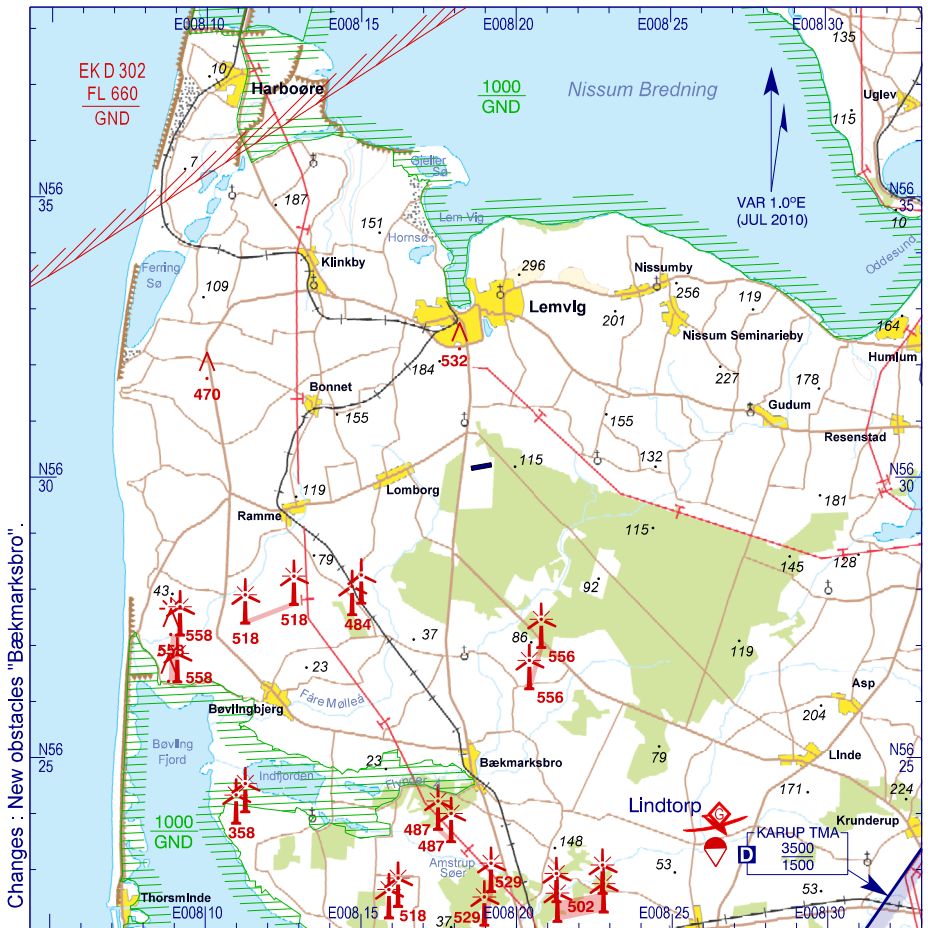 E008|10
E008|15
E008|20
E008|25
E008|30
135
EK D 302
FL 660
GND
10
Harboøre
1000
GND
Nissum Bredning
Uglev
115
7
Gjeller
Sø
N56
35
N56
35
VAR 1.0°E
(JUL 2010)
187
151
Lem Vig
Hornsø
10
Oddesund
Ferring
Sø
Klinkby
296
Nissumby
109
256
119
Lemvig
201
Nissum Seminarieby
164
Humlum
532
184
470
227
178
Bonnet
155
155
Gudum
Resenstad
N56
30
N56
30
115
132
119
Lomborg
181
Ramme
115
79
145
128
92
43
558
518
518
484
37
86
556
119
558
558
23
556
Asp
Bøvlingbjerg
Fåre Mølleå
204
Bøvling
Fjord
N56
25
N56
25
23
Bækmarksbro
79
Linde
Indfjorden
Flynder
171
224
358
Lindtorp
G
Krunderup
487
487
1000
GND
KARUP TMA
3500
1500
D
148
Amstrup
Søer
53
529
53
Thorsminde
518
529
502
37
E008|10
E008|15
E008|20
E008|25
E008|30
Changes : New obstacles "Bækmarksbro".